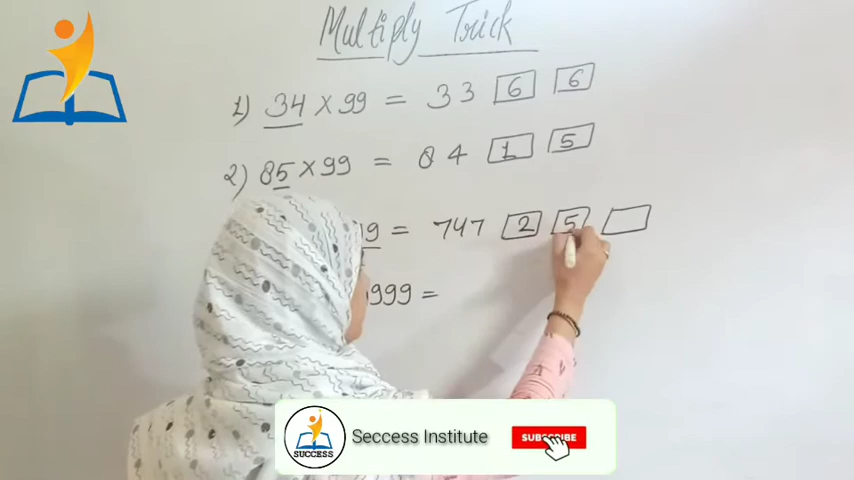 Multiply Trick
1) 34 × 99 = 33 6 6
2) 85 × 99 = 84 1 5
9 = 747 2 5
999 =
Seccess Institute
SUBSCRIBE
SUCCESS